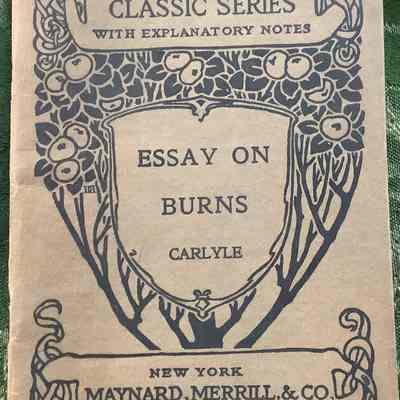 CLASSIC SERIES
WITH EXPLANATORY NOTES
ESSAY ON
BURNS
CARLYLE
NEW YORK
MAYNARD, MERRILL, & CO.